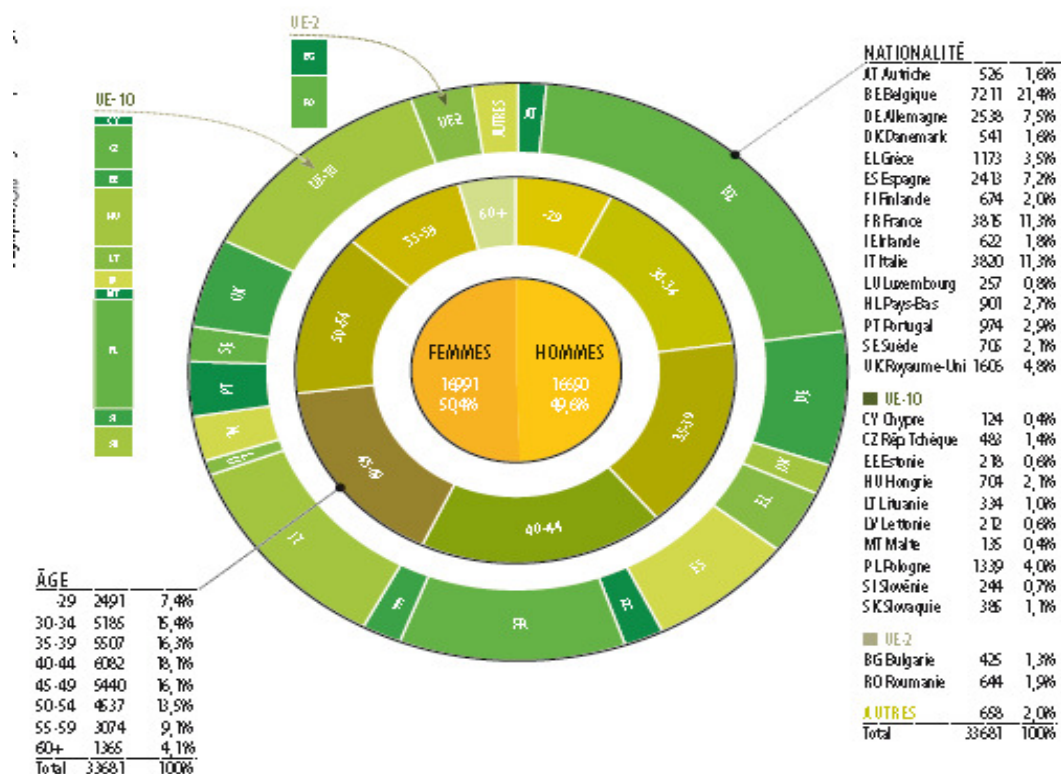 UE-2
BG
RO
UE-10
CY
CZ
EE
HU
LT
MT
PL
SI
SK
UE-10
UE-2
AUTRES
AT
BE
DE
DK
EL
ES
FI
FR
IE
IT
LU
NL
PT
SE
UK
-29
30-34
35-39
40-44
45-49
50-54
55-59
60+
FEMMES
16991
50,4%
HOMMES
16690
49,6%
NATIONALITÉ
AT Autriche 526 1,6%
BE Belgique 7211 21,4%
DE Allemagne 2538 7,5%
DK Danemark 541 1,6%
EL Grèce 1173 3,5%
ES Espagne 2413 7,2%
FI Finlande 674 2,0%
FR France 3815 11,3%
IE Irlande 622 1,8%
IT Italie 3820 11,3%
LU Luxembourg 257 0,8%
NL Pays-Bas 901 2,7%
PT Portugal 974 2,9%
SE Suède 706 2,1%
UK Royaume-Uni 1606 4,8%
UE-10
CY Chypre 124 0,4%
CZ Rép. Tchèque 483 1,4%
EE Estonie 218 0,6%
HU Hongrie 704 2,1%
LT Lituanie 334 1,0%
LV Lettonie 212 0,6%
MT Malte 135 0,4%
PL Pologne 1339 4,0%
SI Slovénie 244 0,7%
SK Slovaquie 386 1,1%
UE-2
BG Bulgarie 425 1,3%
RO Roumanie 644 1,9%
AUTRES 658 2,0%
Total 33681 100%
ÂGE
-29 2491 7,4%
30-34 5185 15,4%
35-39 5507 16,3%
40-44 6082 18,1%
45-49 5440 16,1%
50-54 4537 13,5%
55-59 3074 9,1%
60+ 1365 4,1%
Total 33681 100%